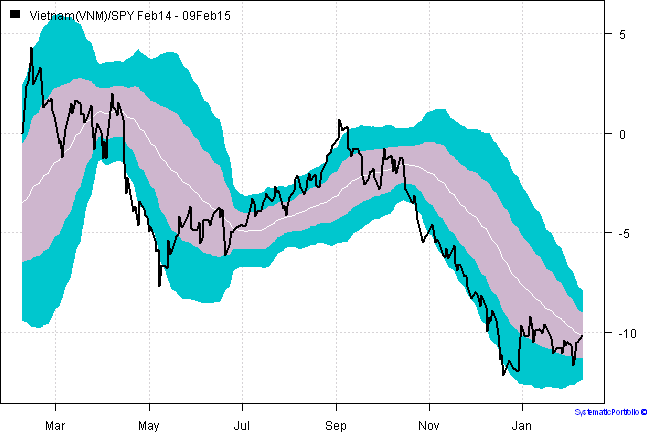 Vietnam(VNM)/SPY Feb14 - 09Feb15
5
0
-5
-10
Mar May Jul Sep Nov Jan
SystematicPortfolio ©